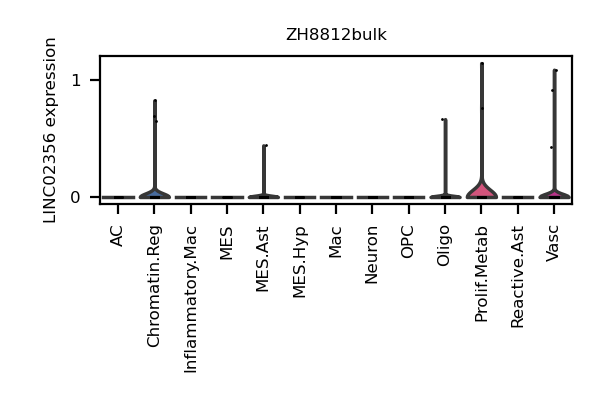 ZH8812bulk
LINC02356 expression
1
0
AC
Chromatin.Reg
Inflammatory.Mac
MES
MES.Ast
MES.Hyp
Mac
Neuron
OPC
Oligo
Prolif.Metab
Reactive.Ast
Vasc